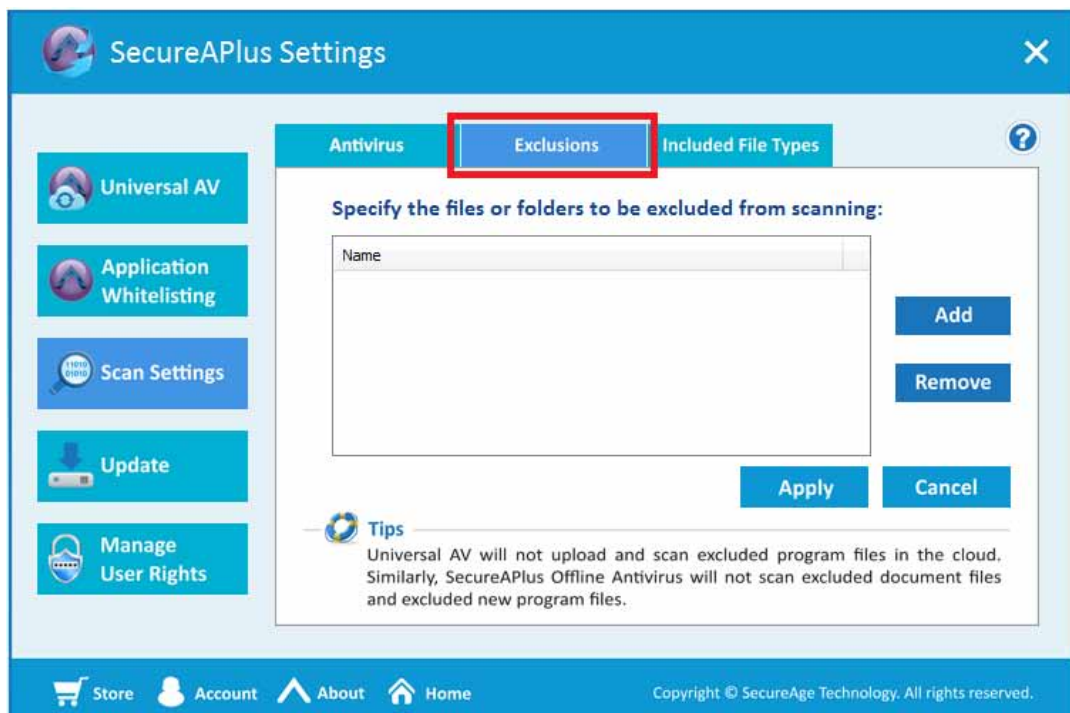 SecureAPlus Settings
Universal AV
Application
Whitelisting
Scan Settings
Update
Manage
User Rights
Antivirus
Exclusions
Included File Types
?
Specify the files or folders to be excluded from scanning:
Name
Add
Remove
Apply
Cancel
Tips
Universal AV will not upload and scan excluded program files in the cloud.
Similarly, SecureAPlus Offline Antivirus will not scan excluded document files
and excluded new program files.
Store
Account
About
Home
Copyright © SecureAge Technology. All rights reserved.